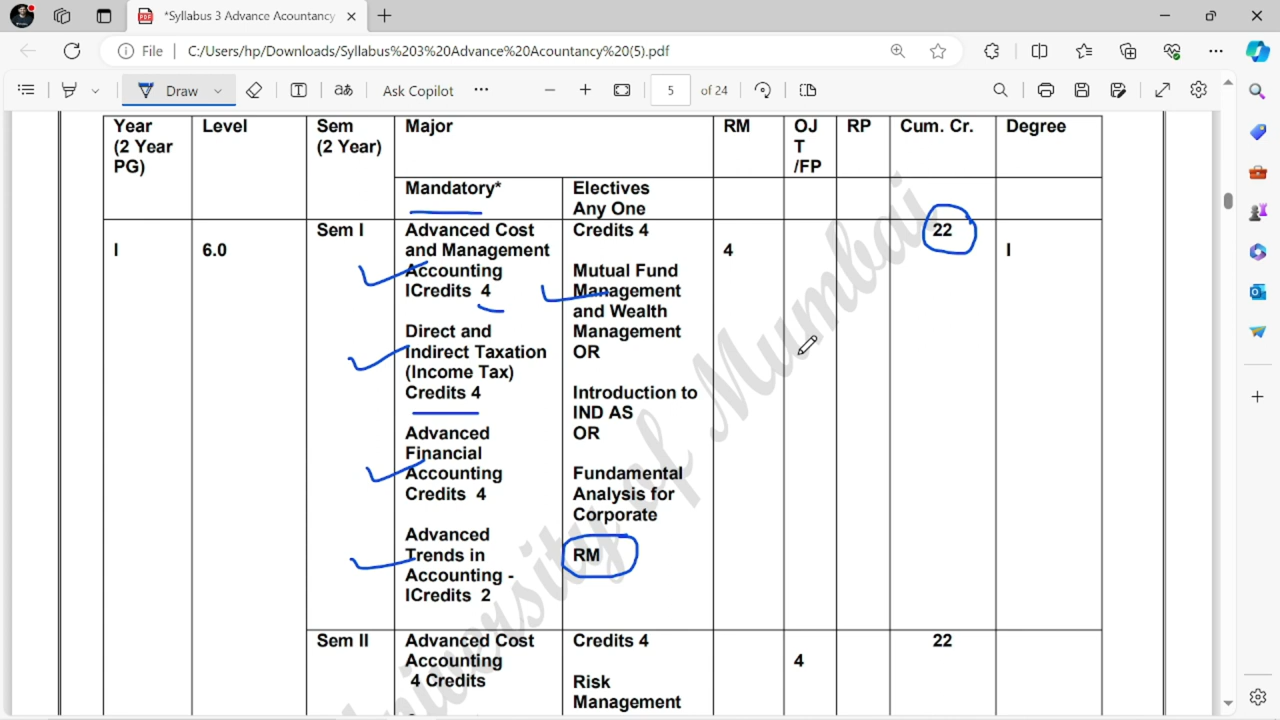 *Syllabus 3 Advance Acountancy
File
C:/Users/hp/Downloads/Syllabus%203%20Advance%20Acountancy%20(5).pdf
Draw
aあ
Ask Copilot
5
of 24
Year
(2 Year
PG)
Level
Sem
(2 Year)
Major
RM
OJ
T
/FP
RP
Cum. Cr.
Degree
Mandatory*
Electives
Any One
I
6.0
Sem I
Advanced Cost
and Management
Accounting
ICredits 4
Direct and
Indirect Taxation
(Income Tax)
Credits 4
Advanced
Financial
Accounting
Credits 4
Advanced
Trends in
Accounting -
ICredits 2
Credits 4
Mutual Fund
Management
and Wealth
Management
OR
Introduction to
IND AS
OR
Fundamental
Analysis for
Corporate
RM
4
22
I
Sem II
Advanced Cost
Accounting
4 Credits
Credits 4
Risk
Management
4
22
University of Mumbai